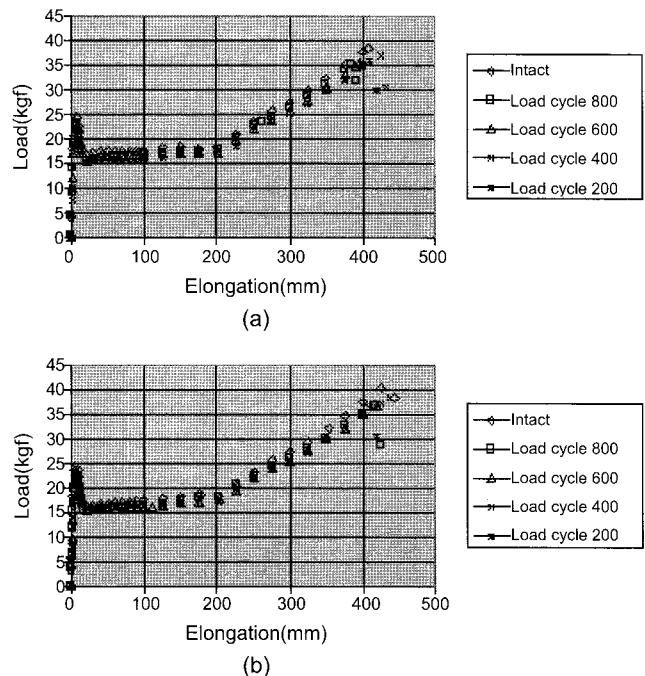 45
40
35
30
25
20
15
10
5
0
Load(kgf)
0 100 200 300 400 500
Elongation(mm)
Intact
Load cycle 800
Load cycle 600
Load cycle 400
Load cycle 200
(a)
45
40
35
30
25
20
15
10
5
0
Load(kgf)
0 100 200 300 400 500
Elongation(mm)
Intact
Load cycle 800
Load cycle 600
Load cycle 400
Load cycle 200
(b)